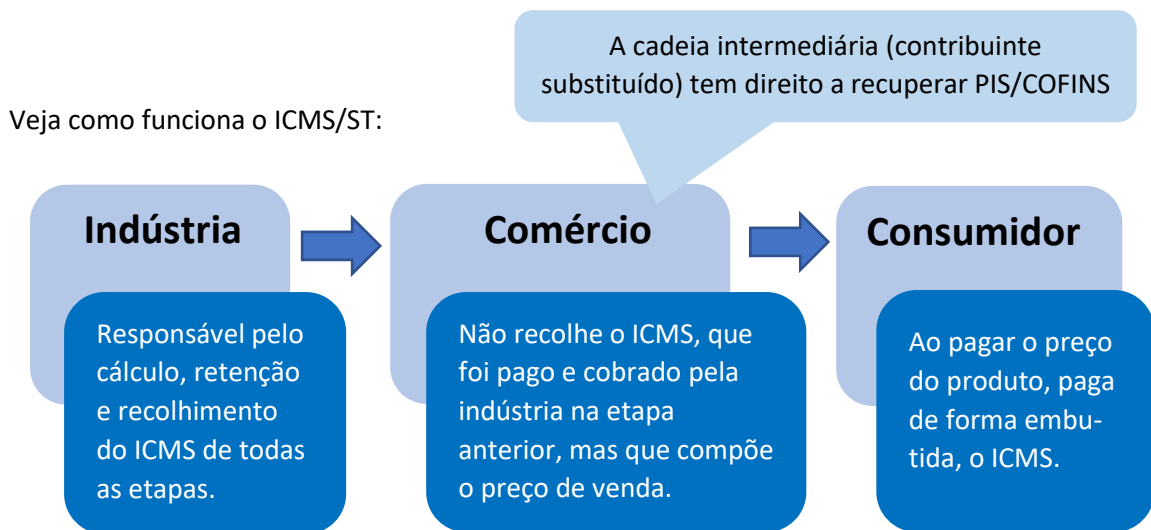 A cadeia intermediária (contribuinte
substituído) tem direito a recuperar PIS/COFINS
Veja como funciona o ICMS/ST:
Indústria
Responsável pelo
cálculo, retenção
e recolhimento
do ICMS de todas
as etapas.
Comércio
Não recolhe o ICMS, que
foi pago e cobrado pela
indústria na etapa
anterior, mas que compõe
o preço de venda.
Consumidor
Ao pagar o preço
do produto, paga
de forma embu-
tida, o ICMS.